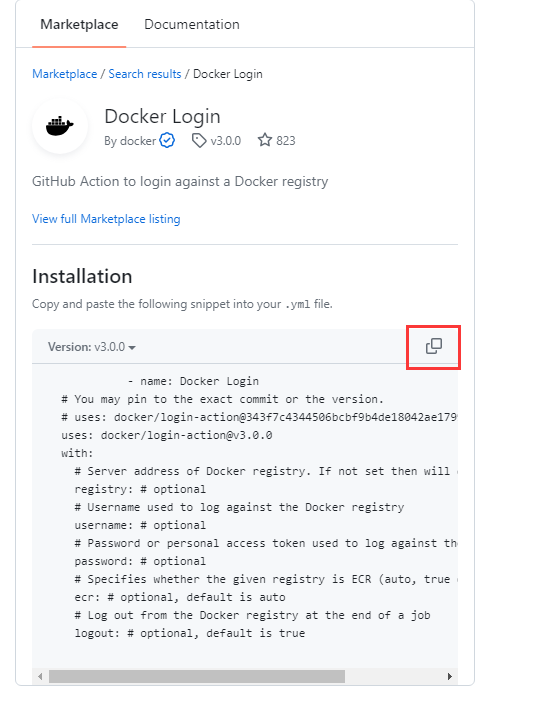 Marketplace Documentation
Marketplace / Search results / Docker Login
Docker Login
By docker v3.0.0 823
GitHub Action to login against a Docker registry
View full Marketplace listing
Installation
Copy and paste the following snippet into your .yml file.
Version: v3.0.0
- name: Docker Login
# You may pin to the exact commit or the version.
# uses: docker/login-action@343f7c4344506bcbf9b4de18042ae179
uses: docker/login-action@v3.0.0
with:
# Server address of Docker registry. If not set then will
registry: # optional
# Username used to log against the Docker registry
username: # optional
# Password or personal access token used to log against the
password: # optional
# Specifies whether the given registry is ECR (auto, true
ecr: # optional, default is auto
# Log out from the Docker registry at the end of a job
logout: # optional, default is true